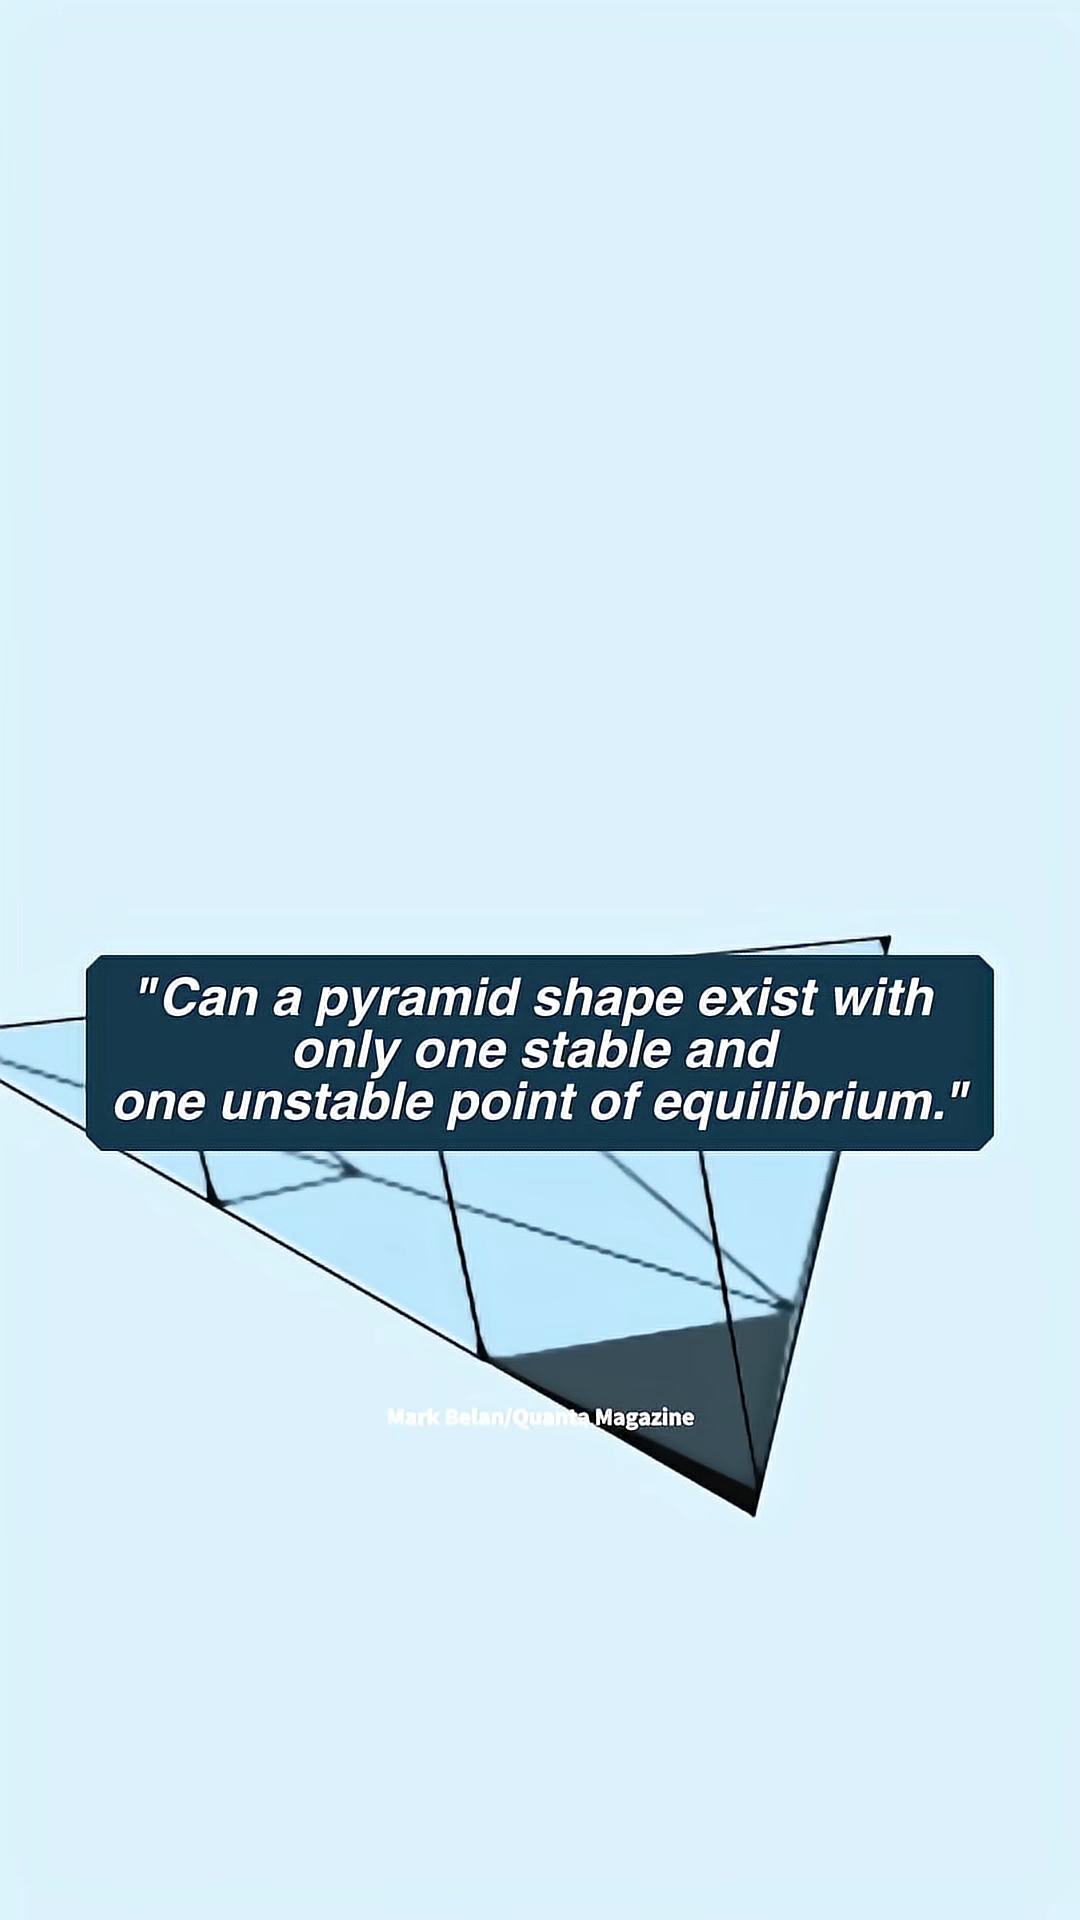 "Can a pyramid shape exist with
only one stable and
one unstable point of equilibrium."
Mark Belan/Quanta Magazine